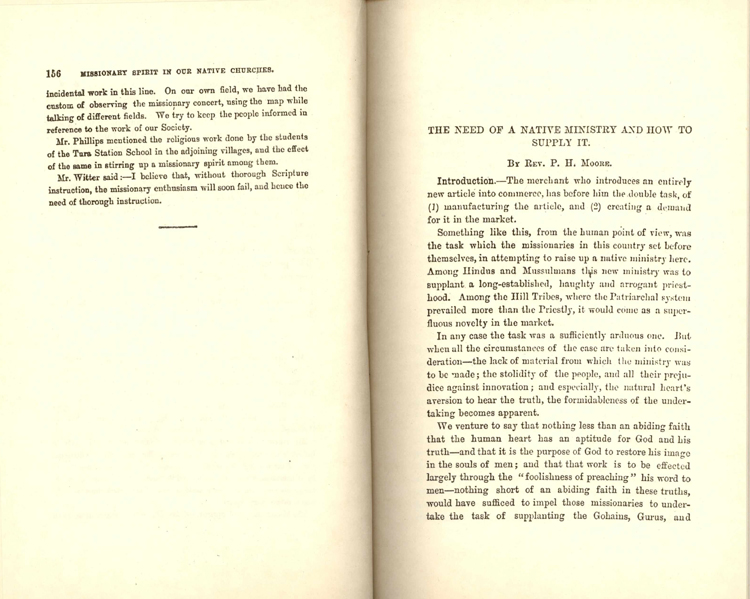 156 MISSIONARY SPIRIT IN OUR NATIVE CHURCHES.
incidental work in this line. On our own field, we have had the
custom of observing the missionary concert, using the map while
talking of different fields. We try to keep the people informed in
reference to the work of our Society.
Mr. Phillips mentioned the religious work done by the students
of the Tura Station School in the adjoining villages, and the effect
of the same in stirring up a missionary spirit among them.
Mr. Witter said:—I believe that, without thorough Scripture
instruction, the missionary enthusiasm will soon fail, and hence the
need of thorough instruction.
THE NEED OF A NATIVE MINISTRY AND HOW TO
SUPPLY IT.
BY REV. P. H. MOORE.
Introduction.—The merchant who introduces an entirely
new article into commerce, has before him the double task, of
(1) manufacturing the article, and (2) creating a demand
for it in the market.
Something like this, from the human point of view, was
the task which the missionaries in this country set before
themselves, in attempting to raise up a native ministry here.
Among Hindus and Mussulmans this new ministry was to
supplant a long-established, haughty and arrogant priest-
hood. Among the Hill Tribes, where the Patriarchal system
prevailed more than the Priestly, it would come as a super-
fluous novelty in the market.
In any case the task was a sufficiently arduous one. But
when all the circumstances of the case are taken into consi-
deration—the lack of material from which the ministry was
to be made; the stolidity of the people, and all their preju-
dice against innovation; and especially, the natural heart's
aversion to hear the truth, the formidableness of the under-
taking becomes apparent.
We venture to say that nothing less than an abiding faith
that the human heart has an aptitude for God and his
truth—and that it is the purpose of God to restore his image
in the souls of men; and that that work is to be effected
largely through the "foolishness of preaching" his word to
men—nothing short of an abiding faith in these truths,
would have sufficed to impel those missionaries to under-
take the task of supplanting the Gohains, Gurus, and